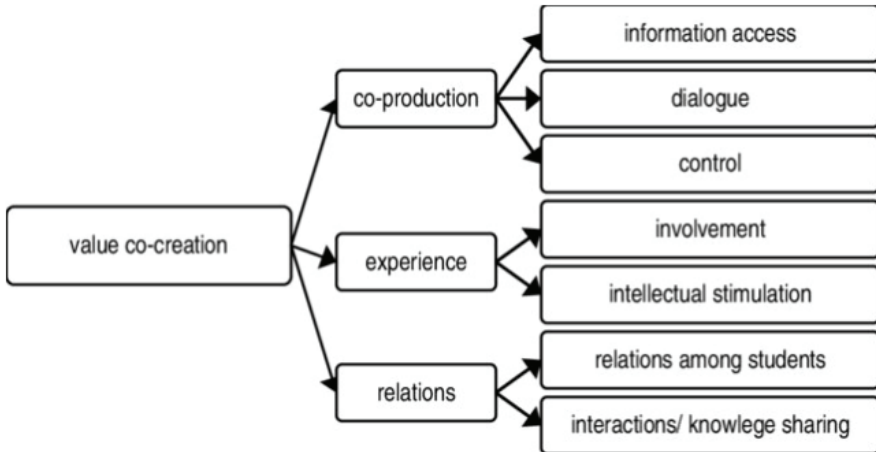 information access
co-production
dialogue
control
value co-creation
involvement
experience
intellectual stimulation
relations among students
relations
interactions/ knowlege sharing